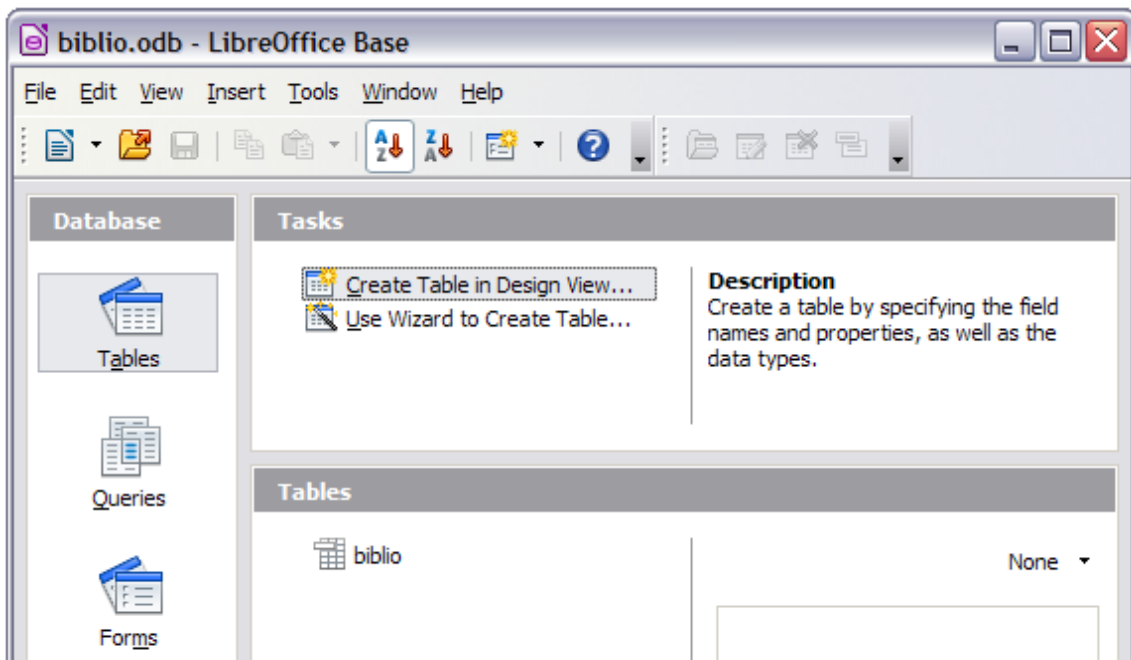 biblio.odb - LibreOffice Base
File Edit View Insert Tools Window Help
Database
Tables
Queries
Forms
Tasks
Create Table in Design View...
Use Wizard to Create Table...
Description
Create a table by specifying the field
names and properties, as well as the
data types.
Tables
biblio
None